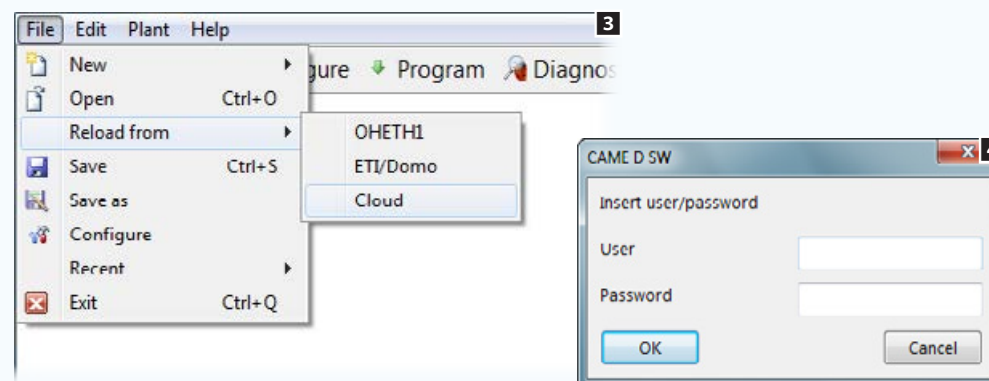 File Edit Plant Help
3
New
gure Program Diagnos
Open Ctrl+O
Reload from
OHETH1
Save Ctrl+S
ETI/Domo
Save as
Cloud
Configure
Recent
Exit Ctrl+Q
CAME D SW
4
Insert user/password
User
Password
OK Cancel